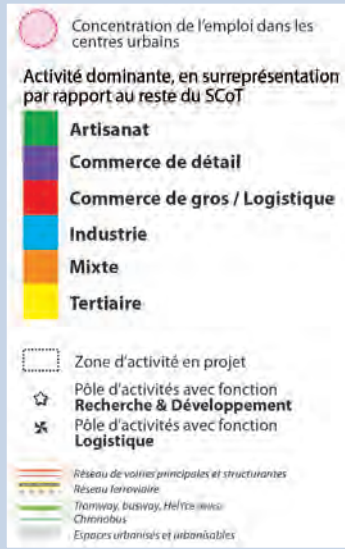 Concentration de l'emploi dans les
centres urbains
Activité dominante, en surreprésentation
par rapport au reste du SCoT
Artisanat
Commerce de détail
Commerce de gros / Logistique
Industrie
Mixte
Tertiaire
Zone d'activité en projet
Pôle d'activités avec fonction
Recherche & Développement
Pôle d'activités avec fonction
Logistique
Réseau de voiries principales et structurantes
Réseau ferroviaire
Tramway, busway, Hélyce
Chronobus
Espaces urbanisés et urbanisables